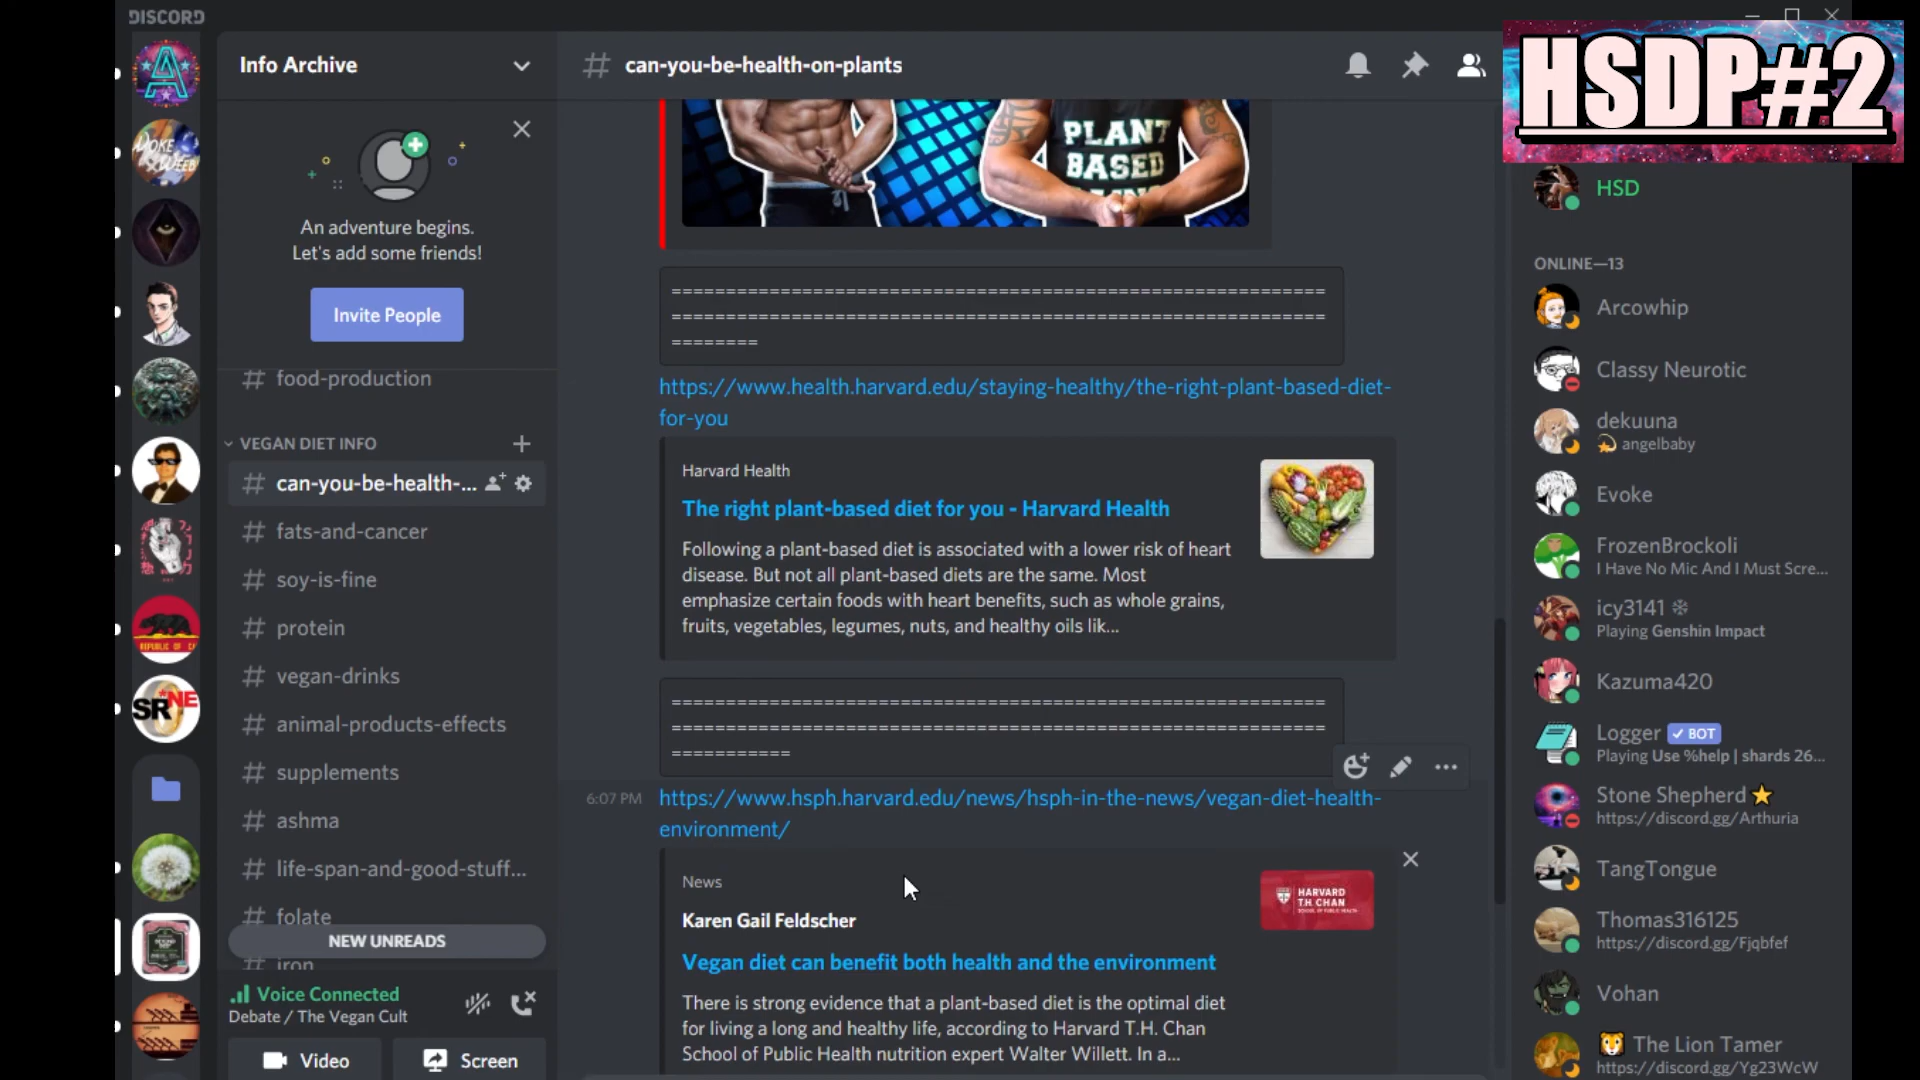 DISCORD
HSDP#2
Info Archive
An adventure begins.
Let's add some friends!
Invite People
food-production
VEGAN DIET INFO
can-you-be-health-...
fats-and-cancer
soy-is-fine
protein
vegan-drinks
animal-products-effects
supplements
ashma
life-span-and-good-stuff...
folate
NEW UNREADS
iron
Voice Connected
Debate / The Vegan Cult
Video
Screen
# can-you-be-health-on-plants
PLANT
BASED
============================================================
============================================================
========
https://www.health.harvard.edu/staying-healthy/the-right-plant-based-diet-
for-you
Harvard Health
The right plant-based diet for you - Harvard Health
Following a plant-based diet is associated with a lower risk of heart
disease. But not all plant-based diets are the same. Most
emphasize certain foods with heart benefits, such as whole grains,
fruits, vegetables, legumes, nuts, and healthy oils lik...
============================================================
============================================================
===========
6:07 PM
https://www.hsph.harvard.edu/news/hsph-in-the-news/vegan-diet-health-
environment/
News
Karen Gail Feldscher
HARVARD
T.H. CHAN
SCHOOL OF PUBLIC HEALTH
Vegan diet can benefit both health and the environment
There is strong evidence that a plant-based diet is the optimal diet
for living a long and healthy life, according to Harvard T.H. Chan
School of Public Health nutrition expert Walter Willett. In a...
HSD
ONLINE—13
Arcowhip
Classy Neurotic
dekuuna
angelbaby
Evoke
FrozenBrockoli
I Have No Mic And I Must Scre...
icy3141
Playing Genshin Impact
Kazuma420
Logger BOT
Playing Use %help | shards 26...
Stone Shepherd
https://discord.gg/Arthuria
TangTongue
Thomas316125
https://discord.gg/Fjqbfef
Vohan
The Lion Tamer
https://discord.gg/Yg23WcW